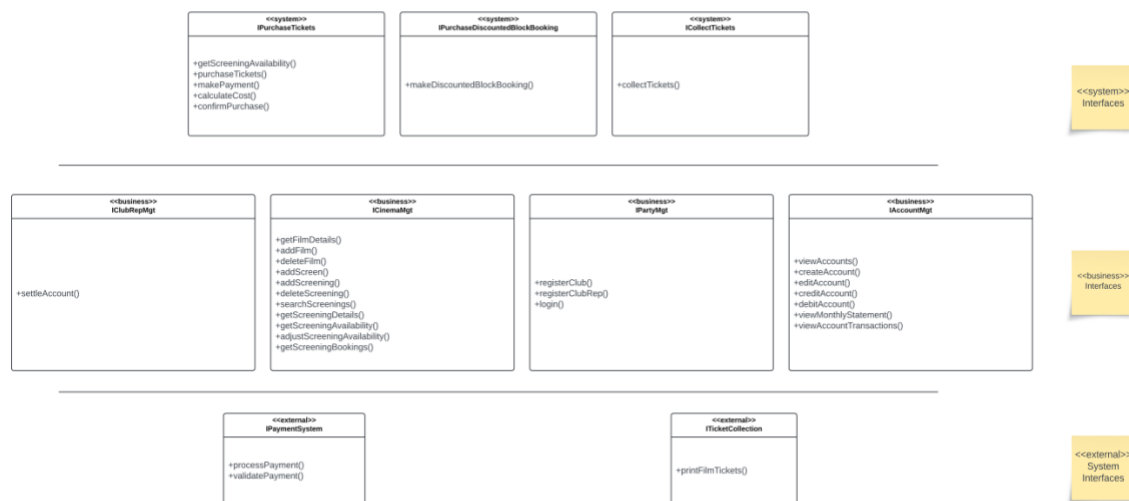 <<system>>
IPurchaseTickets
+getScreeningAvailability()
+purchaseTickets()
+makePayment()
+calculateCost()
+confirmPurchase()
<<system>>
IPurchaseDiscountedBlockBooking
+makeDiscountedBlockBooking()
<<system>>
ICollectTickets
+collectTickets()
<<system>>
Interfaces
<<business>>
IClubRepMgt
+settleAccount()
<<business>>
ICinemaMgt
+getFilmDetails()
+addFilm()
+deleteFilm()
+addScreen()
+addScreening()
+deleteScreening()
+searchScreenings()
+getScreeningDetails()
+getScreeningAvailability()
+adjustScreeningAvailability()
+getScreeningBookings()
<<business>>
IPartyMgt
+registerClub()
+registerClubRep()
+login()
<<business>>
IAccountMgt
+viewAccounts()
+createAccount()
+editAccount()
+creditAccount()
+debitAccount()
+viewMonthlyStatement()
+viewAccountTransactions()
<<business>>
Interfaces
<<external>>
IPaymentSystem
+processPayment()
+validatePayment()
<<external>>
ITicketCollection
+printFilmTickets()
<<external>>
System
Interfaces